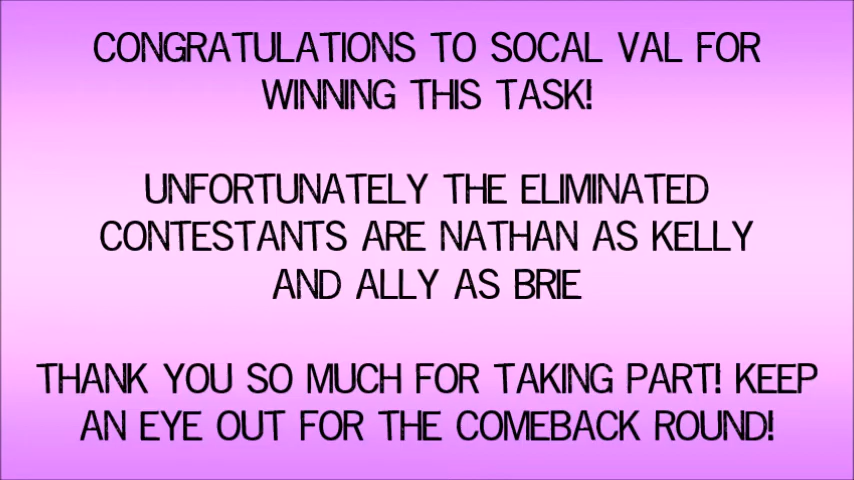 CONGRATULATIONS TO SOCAL VAL FOR
WINNING THIS TASK!
UNFORTUNATELY THE ELIMINATED
CONTESTANTS ARE NATHAN AS KELLY
AND ALLY AS BRIE
THANK YOU SO MUCH FOR TAKING PART! KEEP
AN EYE OUT FOR THE COMEBACK ROUND!